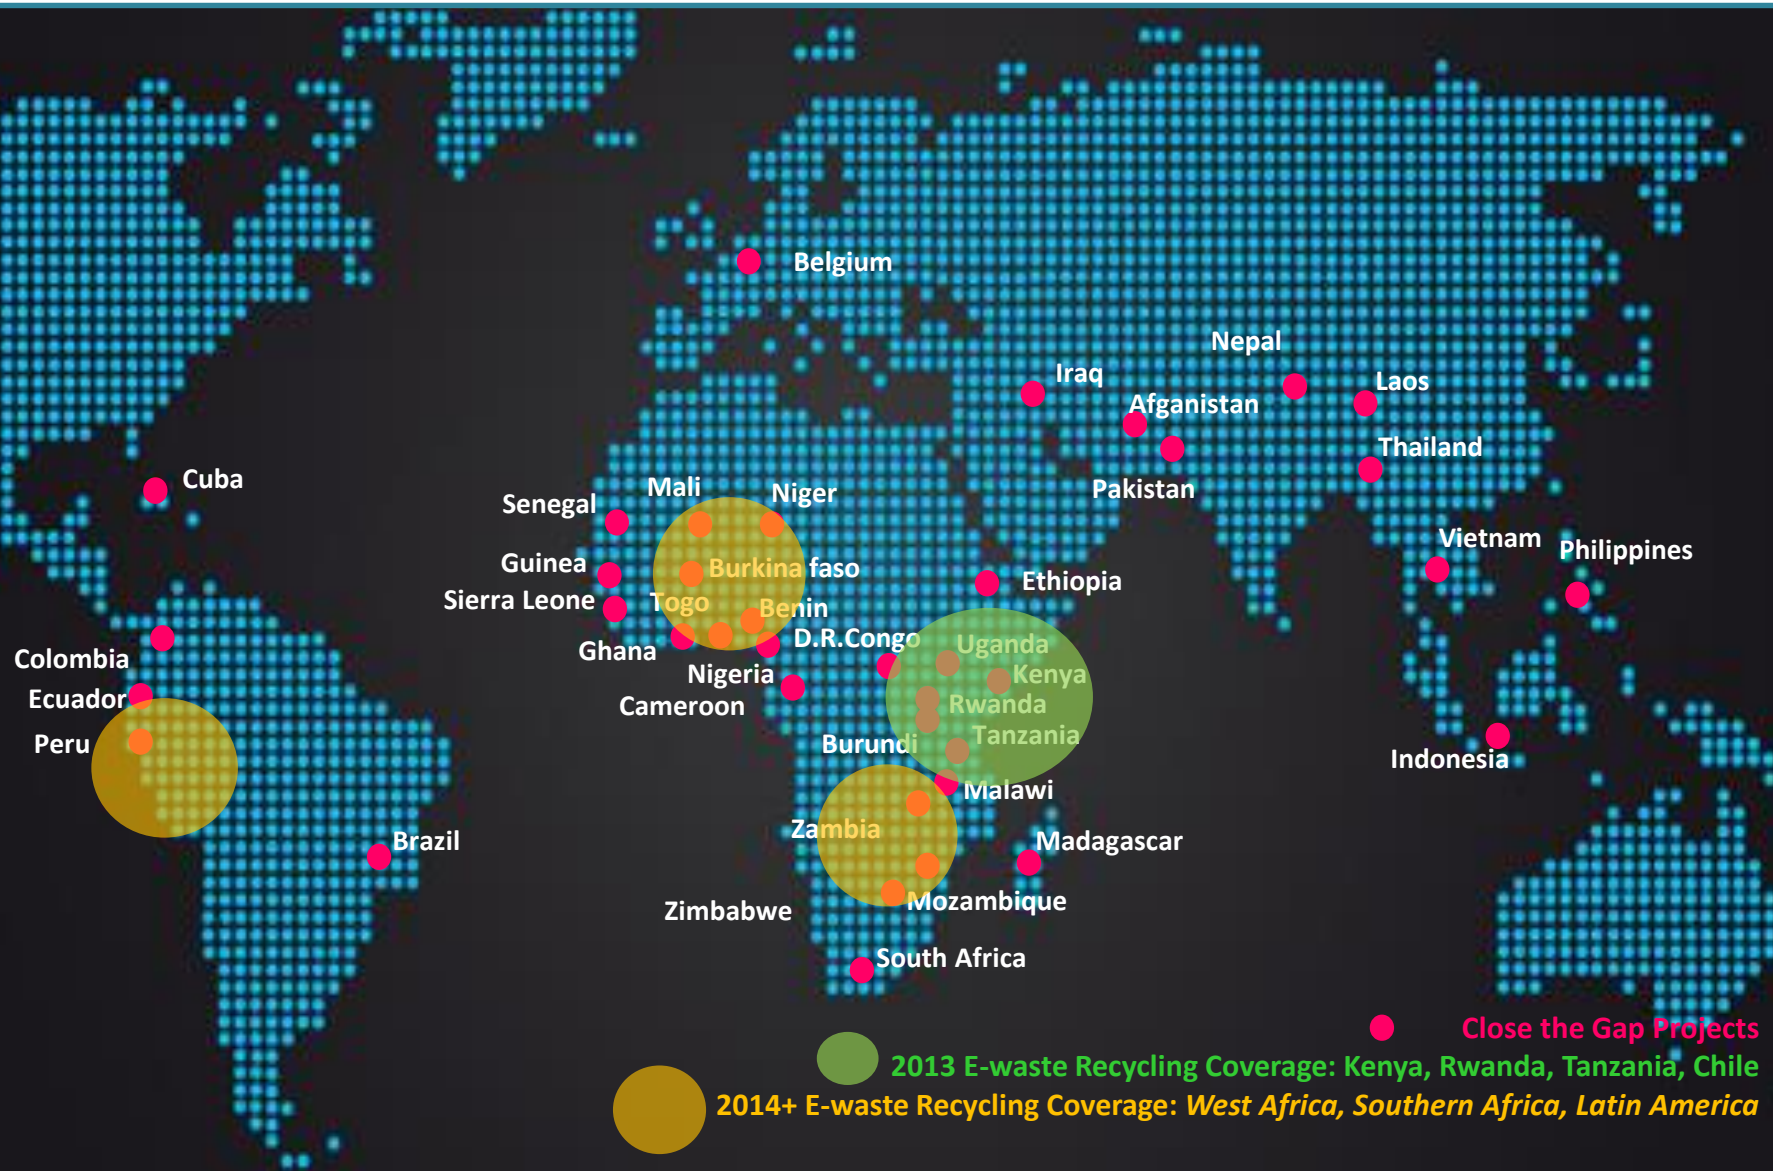 Belgium
Nepal
Iraq
Laos
Afganistan
Thailand
Cuba
Mali
Niger
Pakistan
Senegal
Vietnam
Philippines
Guinea
Burkina faso
Ethiopia
Sierra Leone
Togo
Benin
Ghana
D.R.Congo
Uganda
Colombia
Nigeria
Kenya
Ecuador
Cameroon
Rwanda
Peru
Burundi
Tanzania
Indonesia
Malawi
Brazil
Zambia
Madagascar
Zimbabwe
Mozambique
South Africa
Close the Gap Projects
2013 E-waste Recycling Coverage: Kenya, Rwanda, Tanzania, Chile
2014+ E-waste Recycling Coverage: West Africa, Southern Africa, Latin America